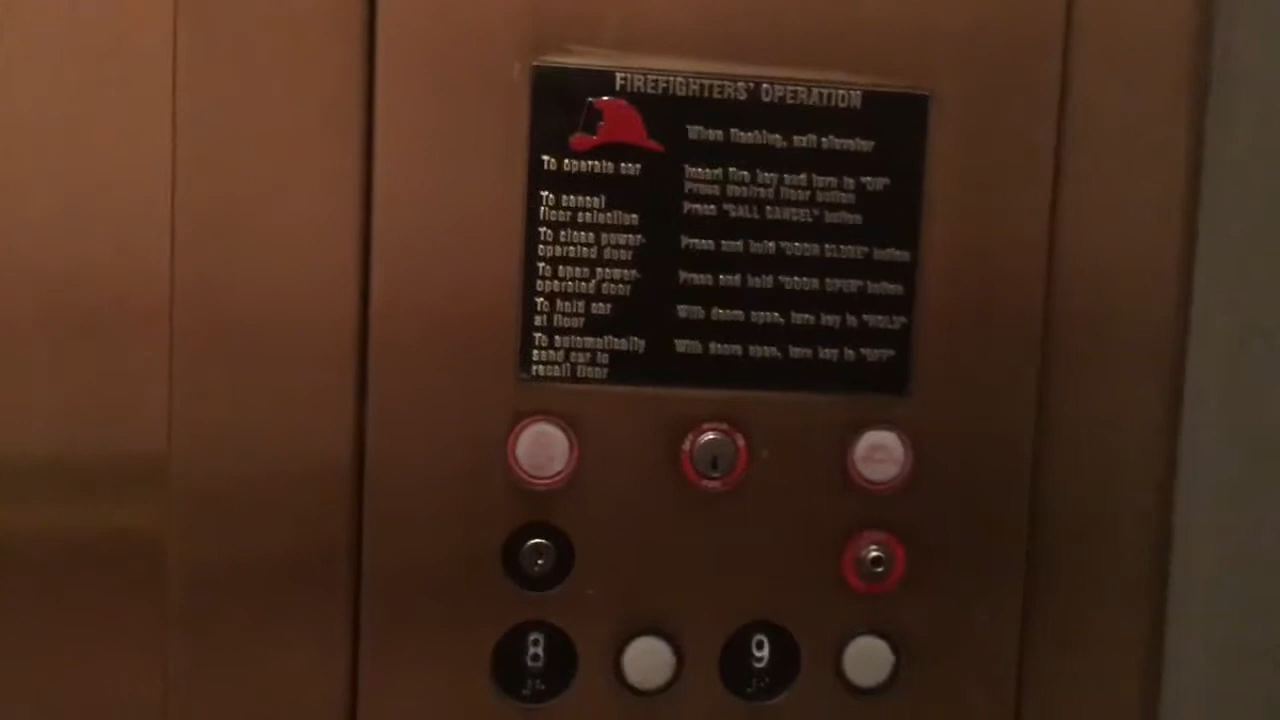 FIREFIGHTERS' OPERATION
When flashing, exit elevator
To operate car
Insert fire key and turn to "ON"
Press desired floor button
To cancel
floor selection
Press "CALL CANCEL" button
To close power-
operated door
Press and hold "DOOR CLOSE" button
To open power-
operated door
Press and hold "DOOR OPEN" button
To hold car
at floor
With doors open, turn key to "HOLD"
To automatically
send car to
recall floor
With doors open, turn key to "OFF"
8
9